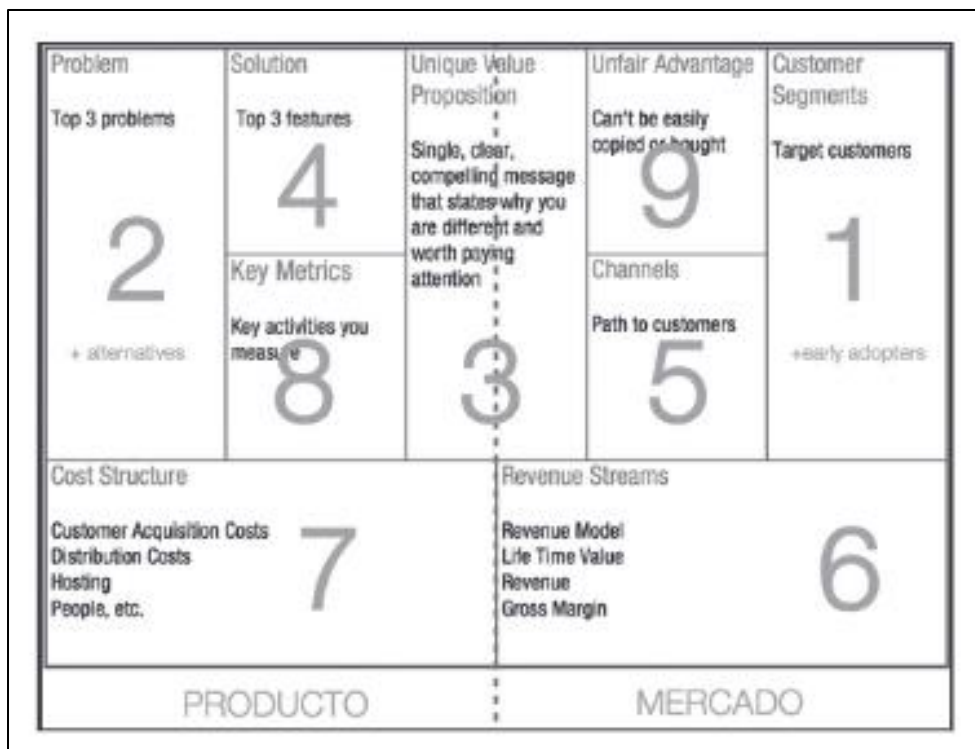 Problem
Top 3 problems
2
+ alternatives
Solution
Top 3 features
4
Key Metrics
Key activities you
measure
8
Unique Value
Proposition
Single, clear,
compelling message
that states why you
are different and
worth paying
attention
3
Unfair Advantage
Can't be easily
copied or bought
9
Channels
Path to customers
5
Customer
Segments
Target customers
1
+early adopters
Cost Structure
Customer Acquisition Costs
Distribution Costs
Hosting
People, etc.
7
Revenue Streams
Revenue Model
Life Time Value
Revenue
Gross Margin
6
PRODUCTO
MERCADO